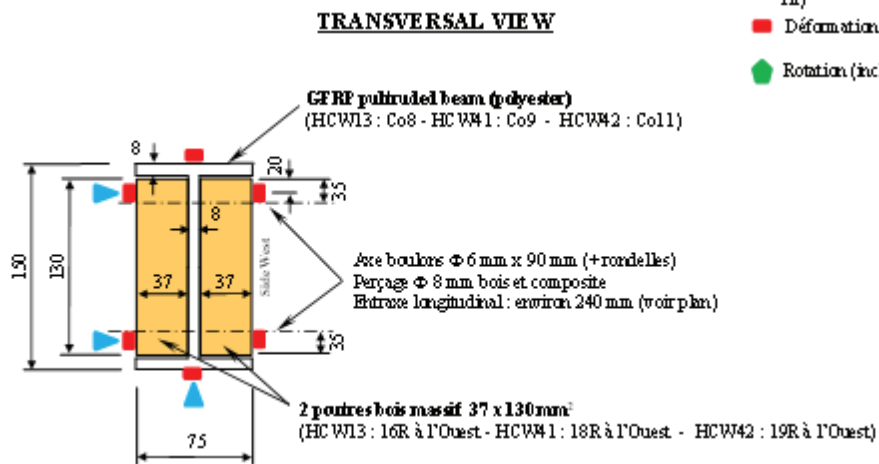 TRANSVERSAL VIEW
Déformation
Rotation (inc
GFRP pultruded beam (polyester)
(HCW13 : Co8 - HCW41 : Co9 - HCW42 : Co11)
8
20
35
8
150
130
37
37
Side West
Axe boulons Φ 6 mm x 90 mm (+rondelles)
Perçage Φ 8 mm bois et composite
Entraxe longitudinal : environ 240 mm (voir plan)
35
2 poutres bois massif 37 x 130 mm²
(HCW13 : 16R à l'Ouest - HCW41 : 18R à l'Ouest - HCW42 : 19R à l'Ouest)
75